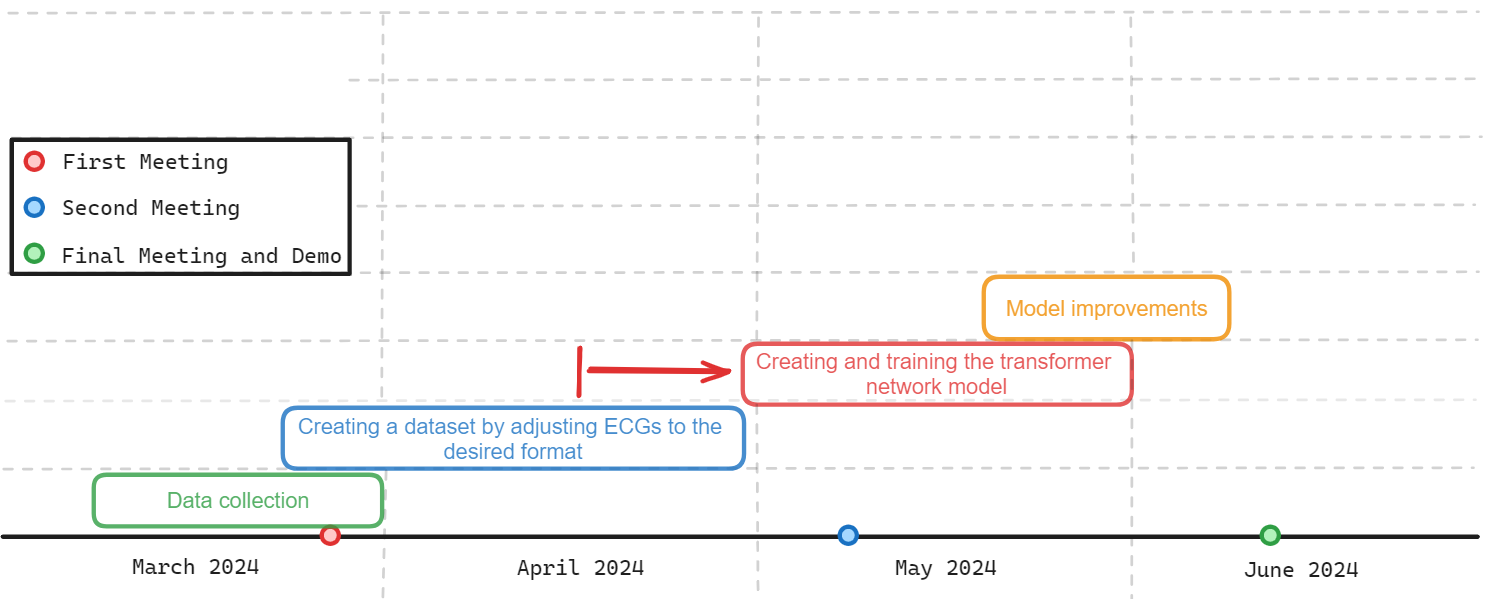 First Meeting
Second Meeting
Final Meeting and Demo
Model improvements
Creating and training the transformer
network model
Creating a dataset by adjusting ECGs to the
desired format
Data collection
March 2024
April 2024
May 2024
June 2024